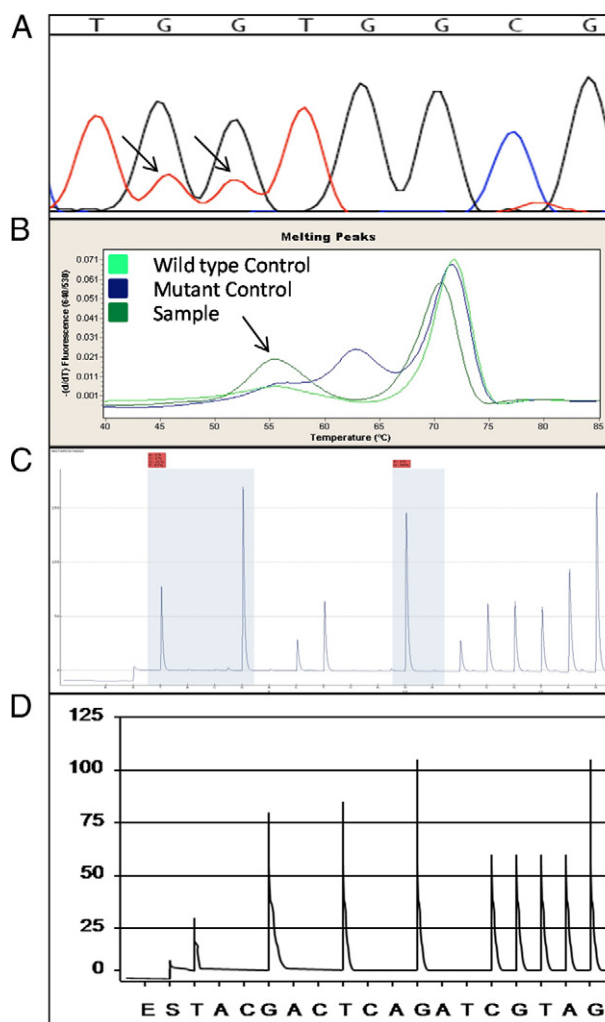 A
T G G T G G C G
B
Melting Peaks
-(d/dT) Fluorescence (640/530)
0.071
0.061
0.051
0.041
0.031
0.021
0.011
0.001
Wild type Control
Mutant Control
Sample
40 45 50 55 60 65 70 75 80 85
Temperature (°C)
C
D
125
100
75
50
25
0
E S T A C G A C T C A G A T C G T A G